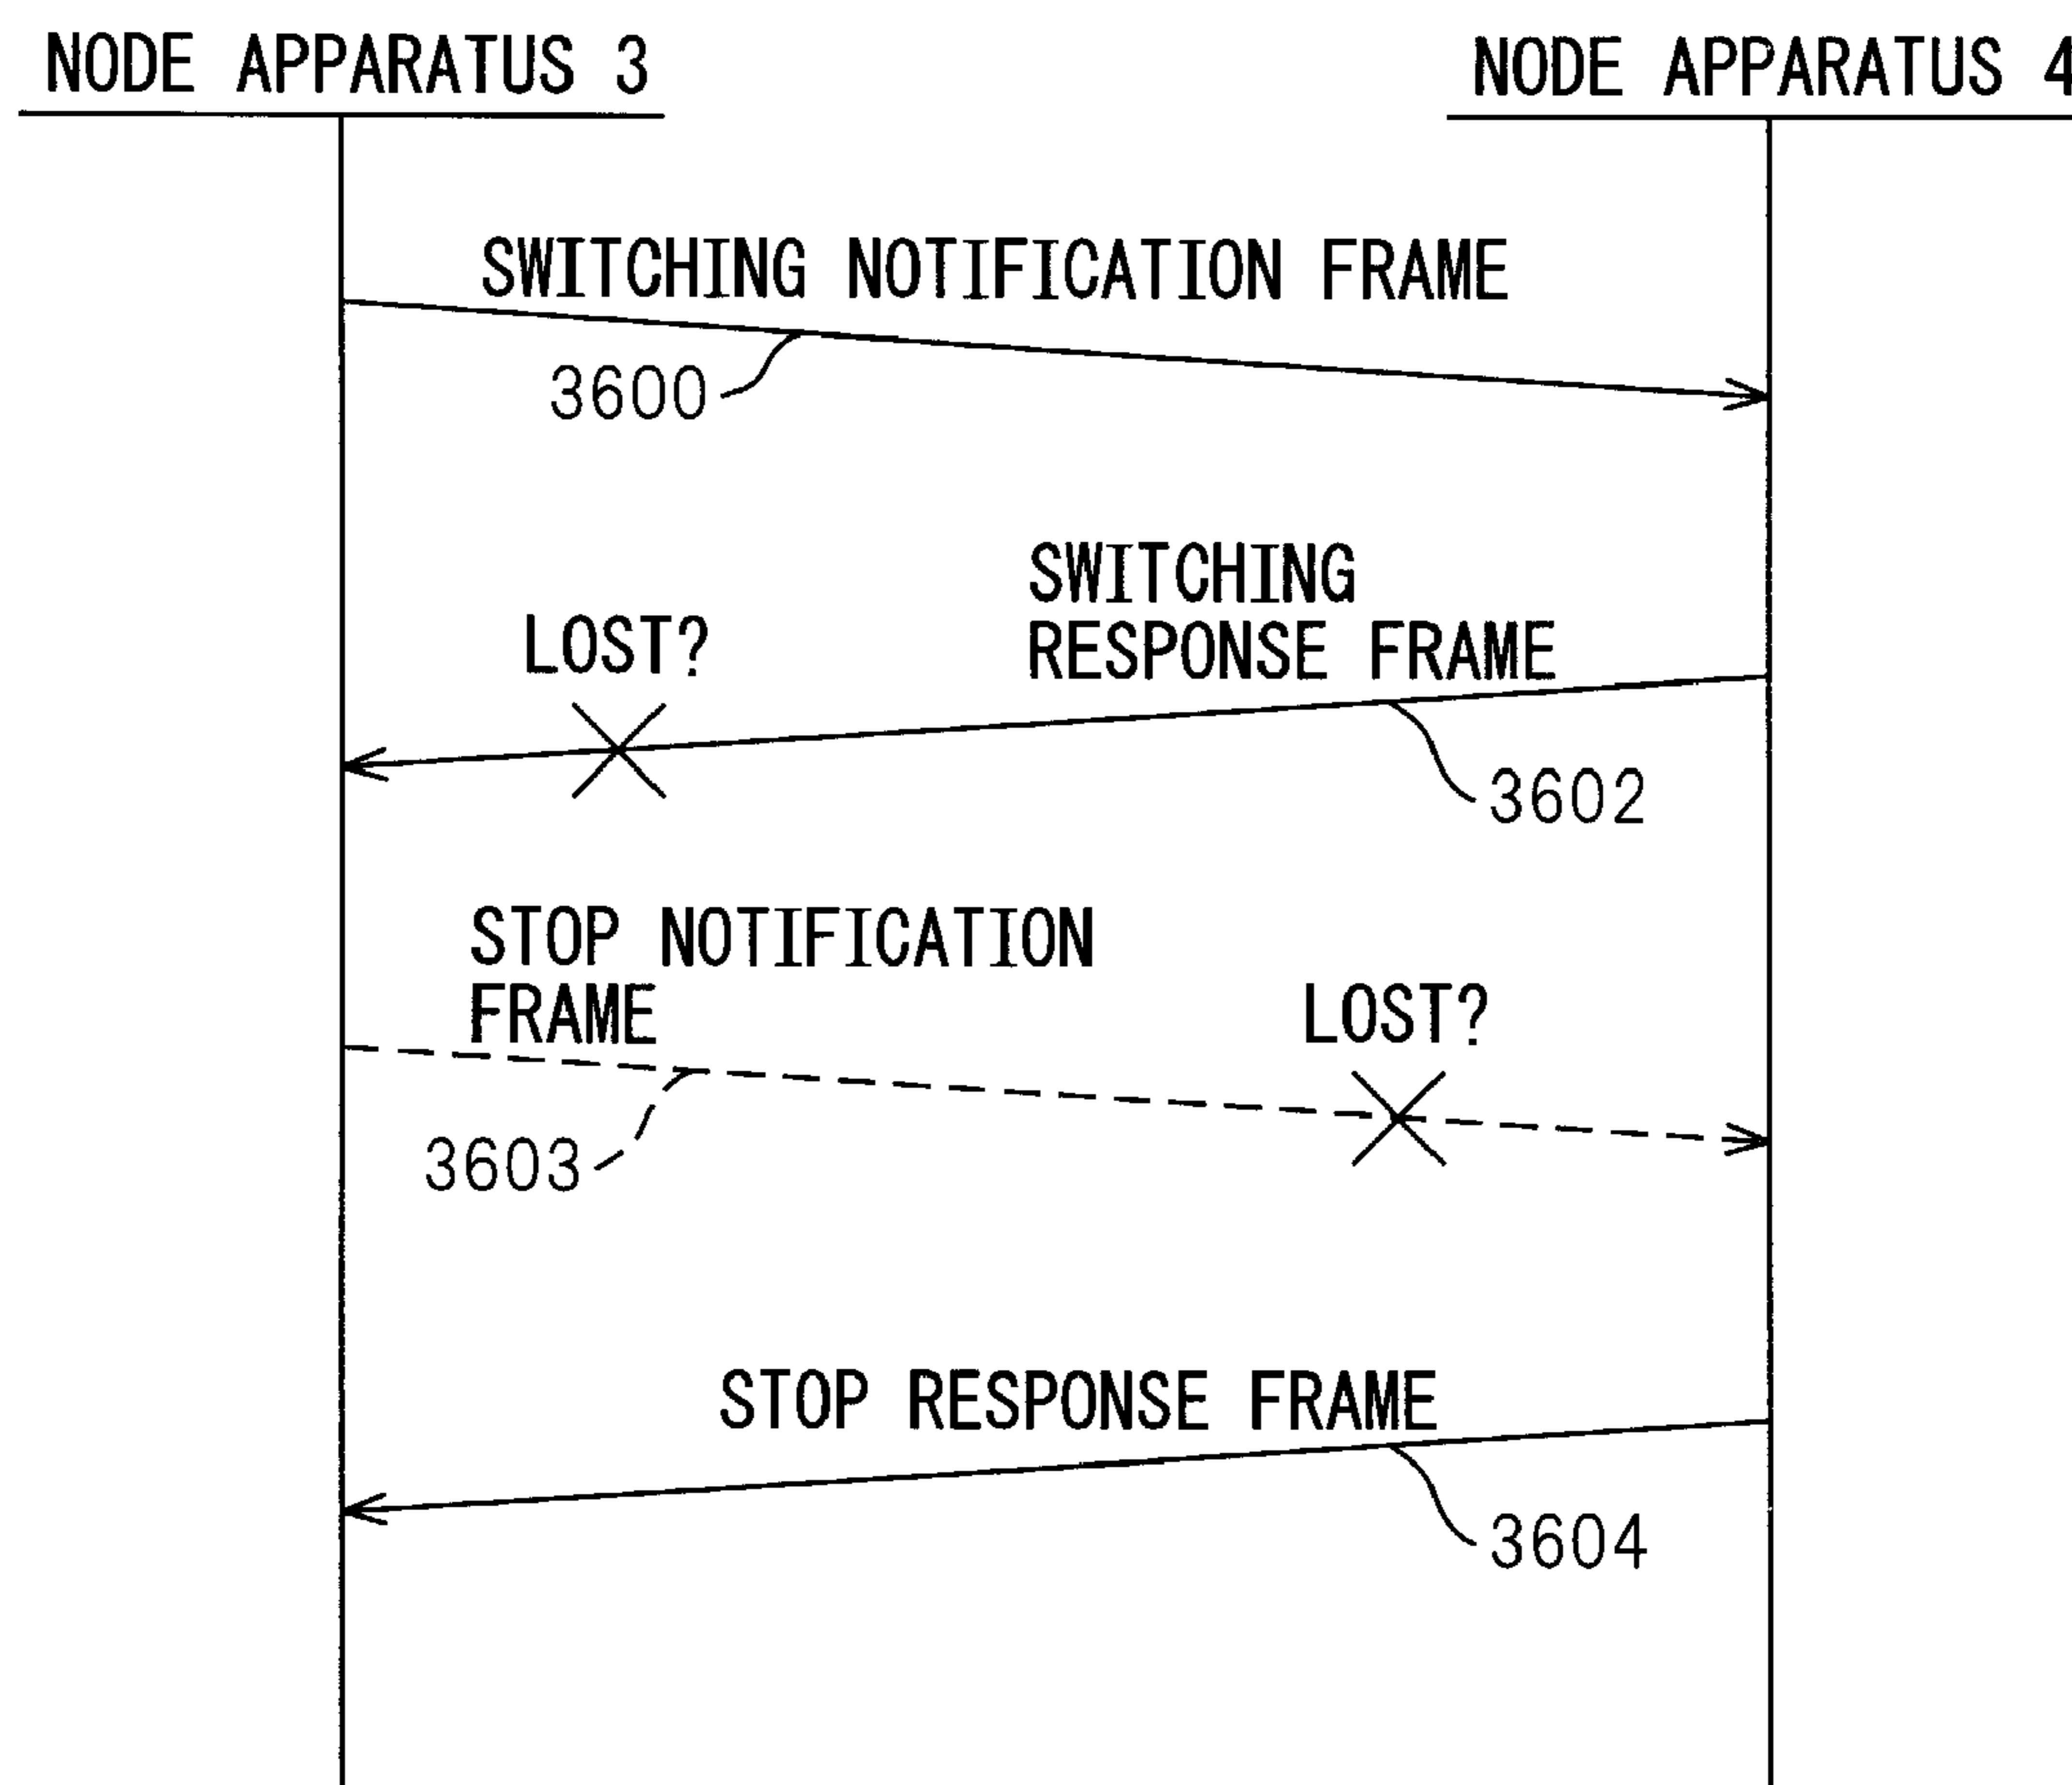 NODE APPARATUS 3
NODE APPARATUS 4
SWITCHING NOTIFICATION FRAME
3600
SWITCHING
RESPONSE FRAME
LOST?
3602
STOP NOTIFICATION
FRAME
LOST?
3603
STOP RESPONSE FRAME
3604